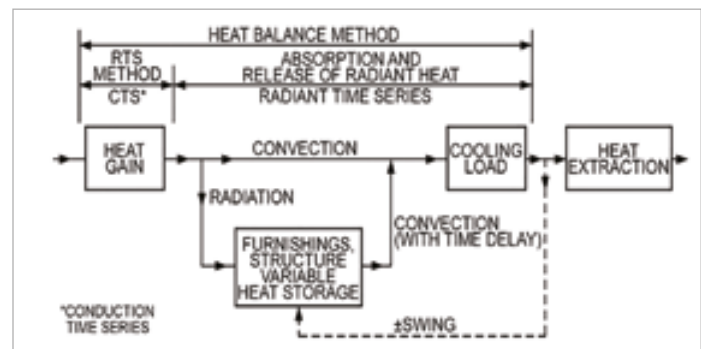 HEAT BALANCE METHOD
RTS
METHOD
CTS*
ABSORPTION AND
RELEASE OF RADIANT HEAT
RADIANT TIME SERIES
HEAT
GAIN
CONVECTION
COOLING
LOAD
HEAT
EXTRACTION
RADIATION
CONVECTION
(WITH TIME DELAY)
FURNISHINGS,
STRUCTURE
VARIABLE
HEAT STORAGE
*CONDUCTION
TIME SERIES
±SWING